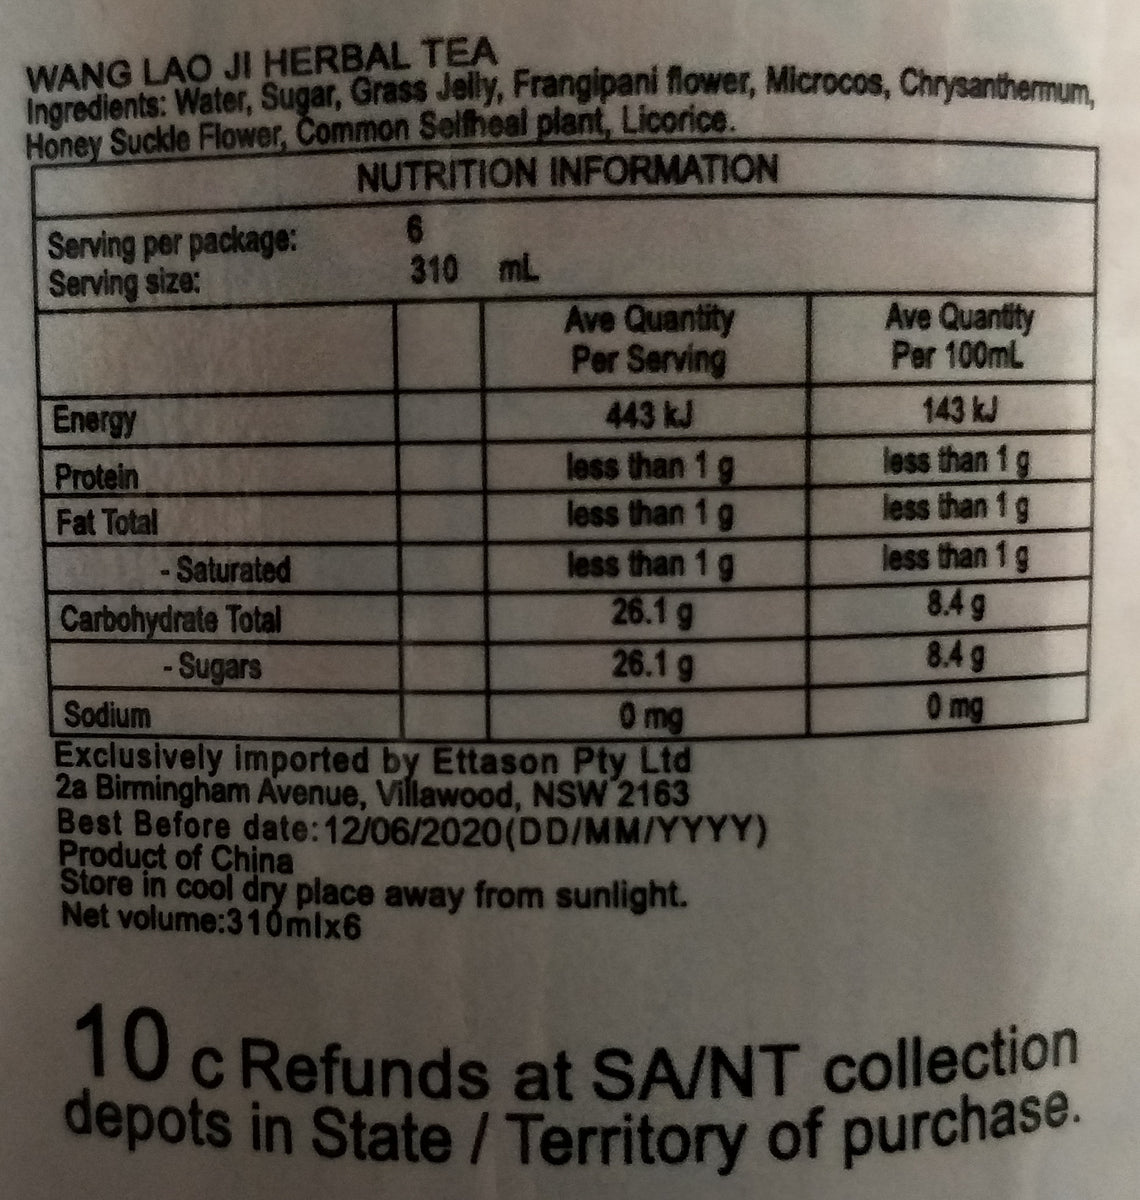 WANG LAO JI HERBAL TEA
Ingredients: Water, Sugar, Grass Jelly, Frangipani flower, Microcos, Chrysanthemum,
Honey Suckle Flower, Common Selfheal plant, Licorice.
NUTRITION INFORMATION
Serving per package: 6
Serving size: 310 mL
Ave Quantity Ave Quantity
Per Serving Per 100mL
Energy 443 kJ 143 kJ
Protein less than 1 g less than 1 g
Fat Total less than 1 g less than 1 g
- Saturated less than 1 g less than 1 g
Carbohydrate Total 26.1 g 8.4 g
- Sugars 26.1 g 8.4 g
Sodium 0 mg 0 mg
Exclusively imported by Ettason Pty Ltd
2a Birmingham Avenue, Villawood, NSW 2163
Best Before date:12/06/2020(DD/MM/YYYY)
Product of China
Store in cool dry place away from sunlight.
Net volume:310mlx6
10 c Refunds at SA/NT collection
depots in State / Territory of purchase.